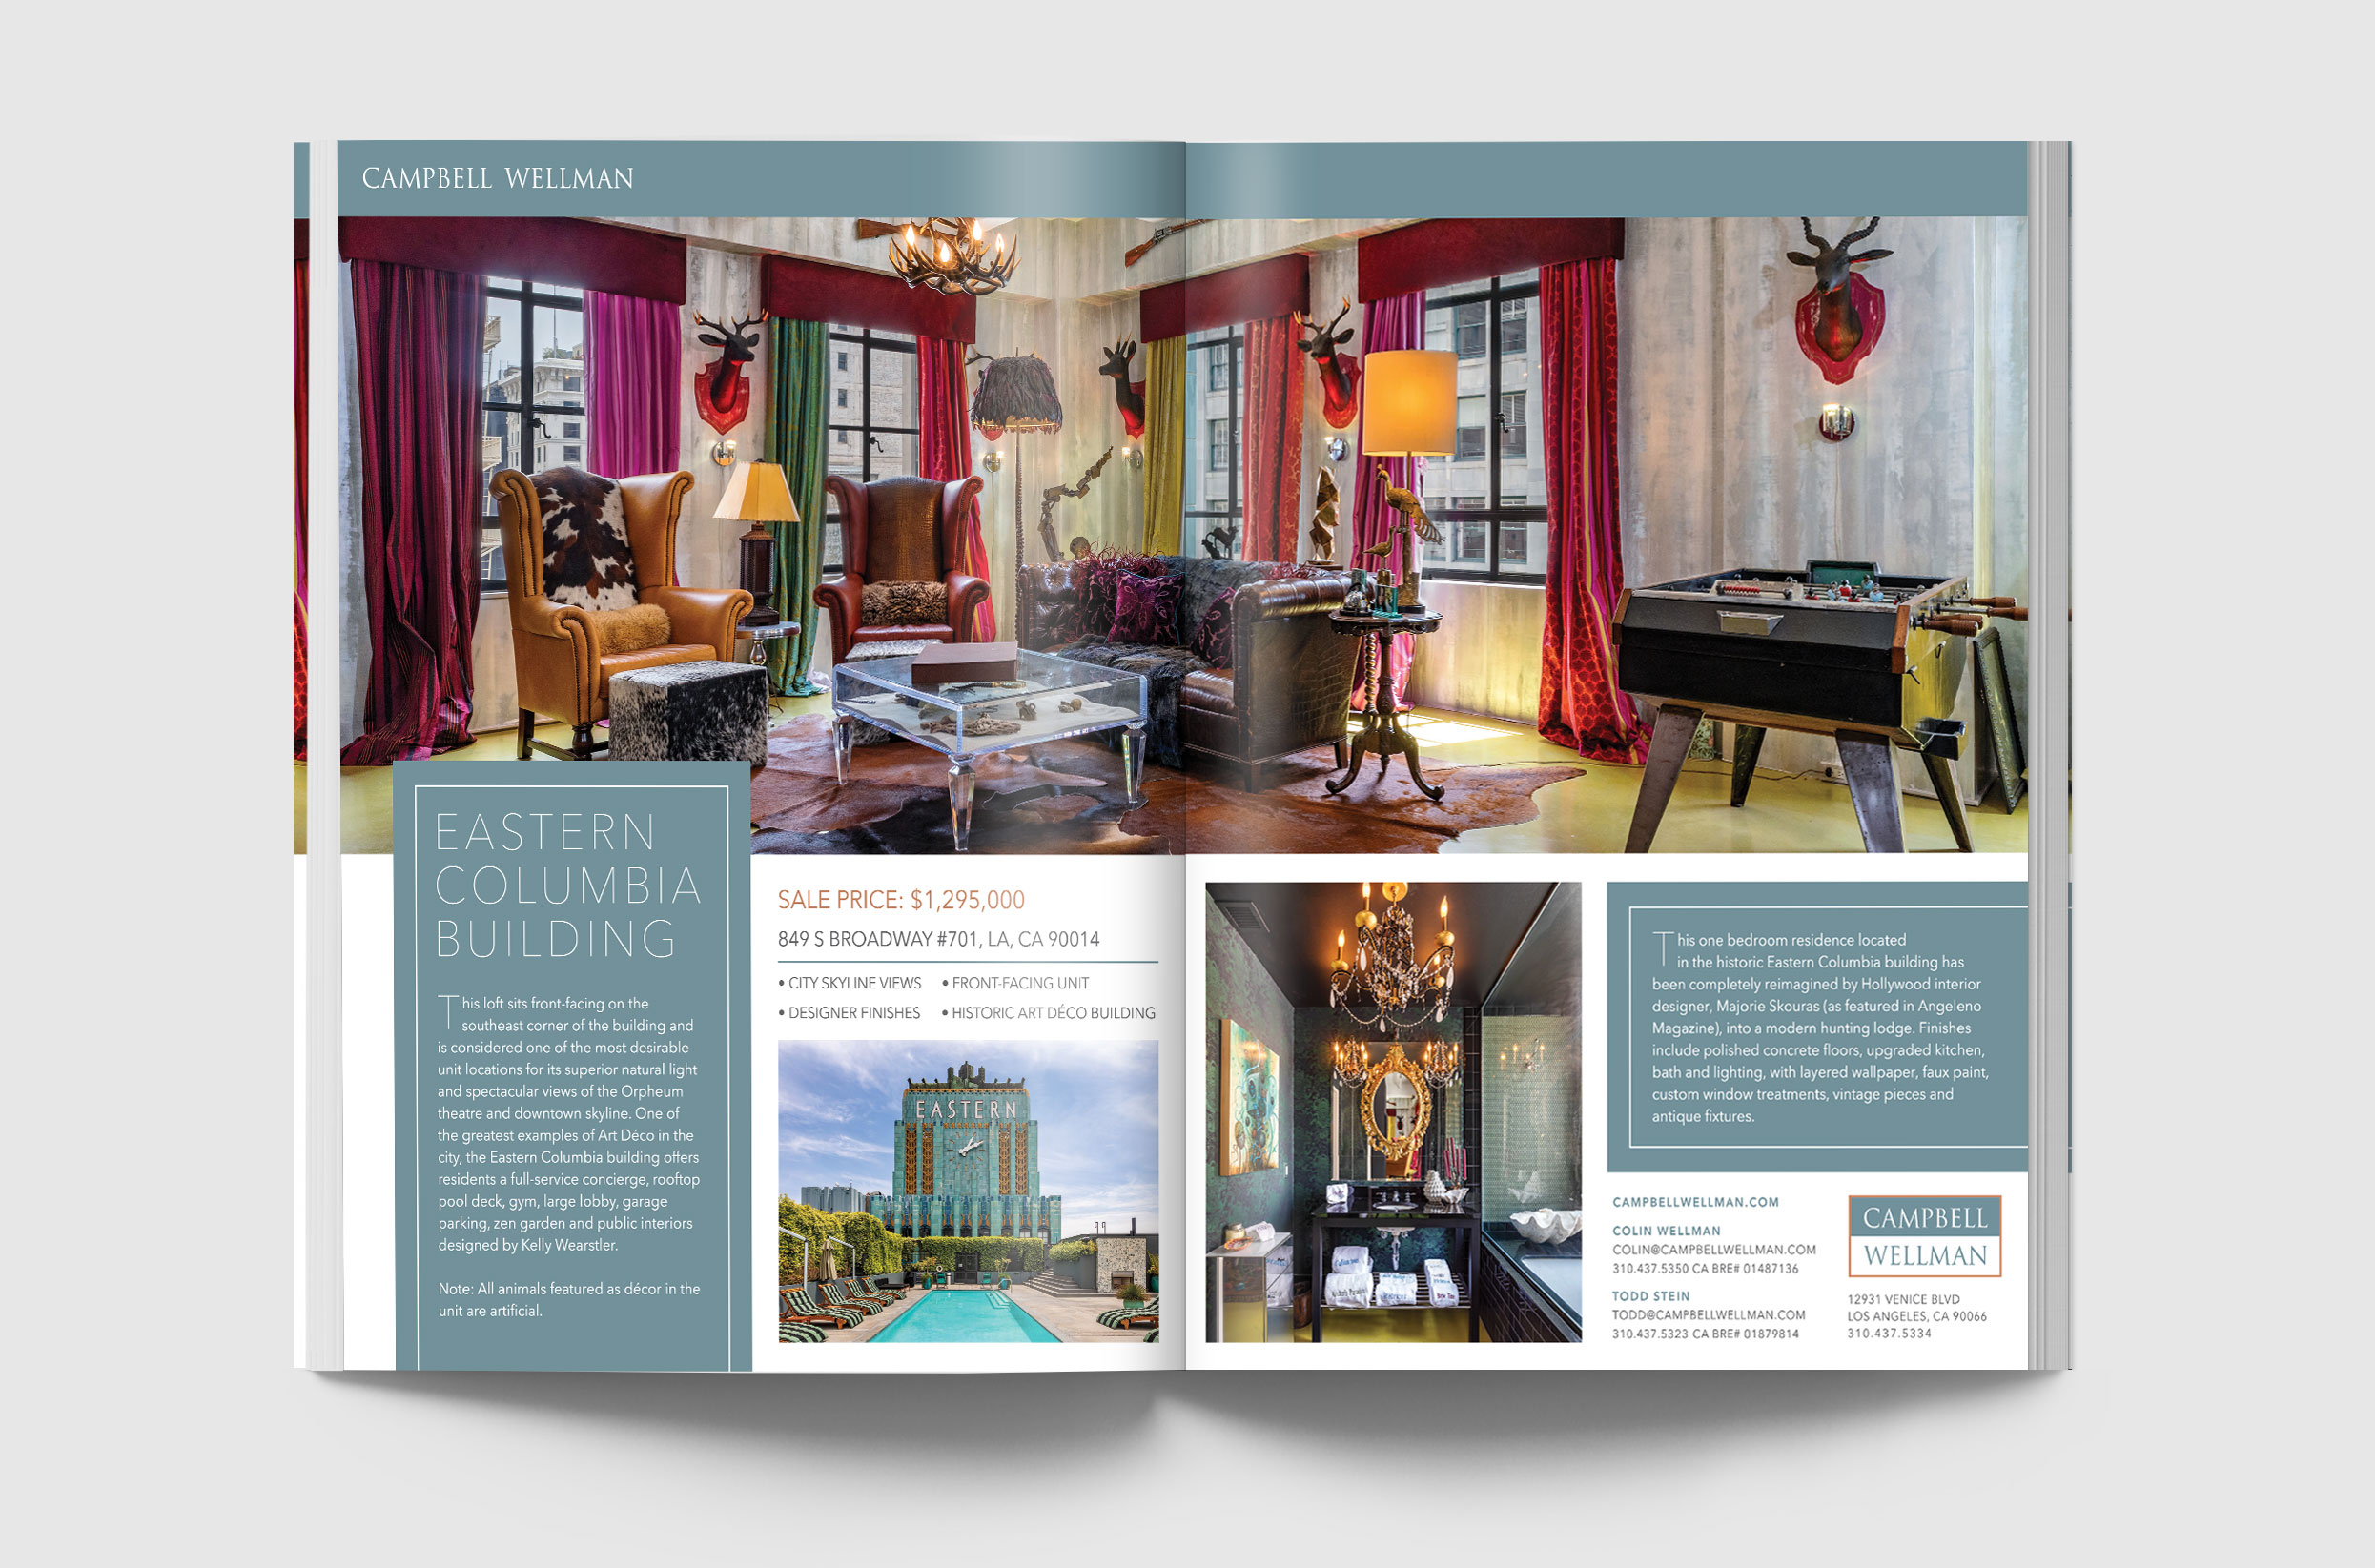 CAMPBELL WELLMAN
EASTERN
COLUMBIA
BUILDING
This loft sits front-facing on the
southeast corner of the building and
is considered one of the most desirable
unit locations for its superior natural light
and spectacular views of the Orpheum
theatre and downtown skyline. One of
the greatest examples of Art Déco in the
city, the Eastern Columbia building offers
residents a full-service concierge, rooftop
pool deck, gym, large lobby, garage
parking, zen garden and public interiors
designed by Kelly Wearstler.
Note: All animals featured as décor in the
unit are artificial.
SALE PRICE: $1,295,000
849 S BROADWAY #701, LA, CA 90014
• CITY SKYLINE VIEWS • FRONT-FACING UNIT
• DESIGNER FINISHES • HISTORIC ART DÉCO BUILDING
EASTERN
This one bedroom residence located
in the historic Eastern Columbia building has
been completely reimagined by Hollywood interior
designer, Majorie Skouras (as featured in Angeleno
Magazine), into a modern hunting lodge. Finishes
include polished concrete floors, upgraded kitchen,
bath and lighting, with layered wallpaper, faux paint,
custom window treatments, vintage pieces and
antique fixtures.
CAMPBELLWELLMAN.COM
COLIN WELLMAN
COLIN@CAMPBELLWELLMAN.COM
310.437.5350 CA BRE# 01487136
TODD STEIN
TODD@CAMPBELLWELLMAN.COM
310.437.5323 CA BRE# 01879814
CAMPBELL
WELLMAN
12931 VENICE BLVD
LOS ANGELES, CA 90066
310.437.5334